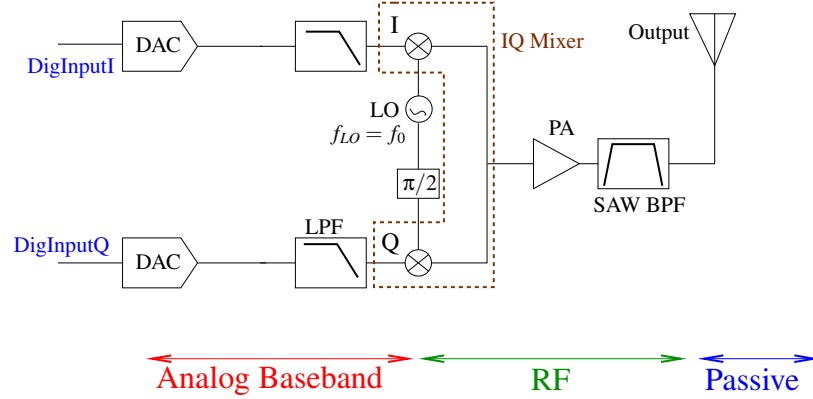 DAC
DigInputI
I
IQ Mixer
Output
LO
f_LO = f_0
PA
π/2
SAW BPF
DigInputQ
DAC
LPF
Q
Analog Baseband
RF
Passive